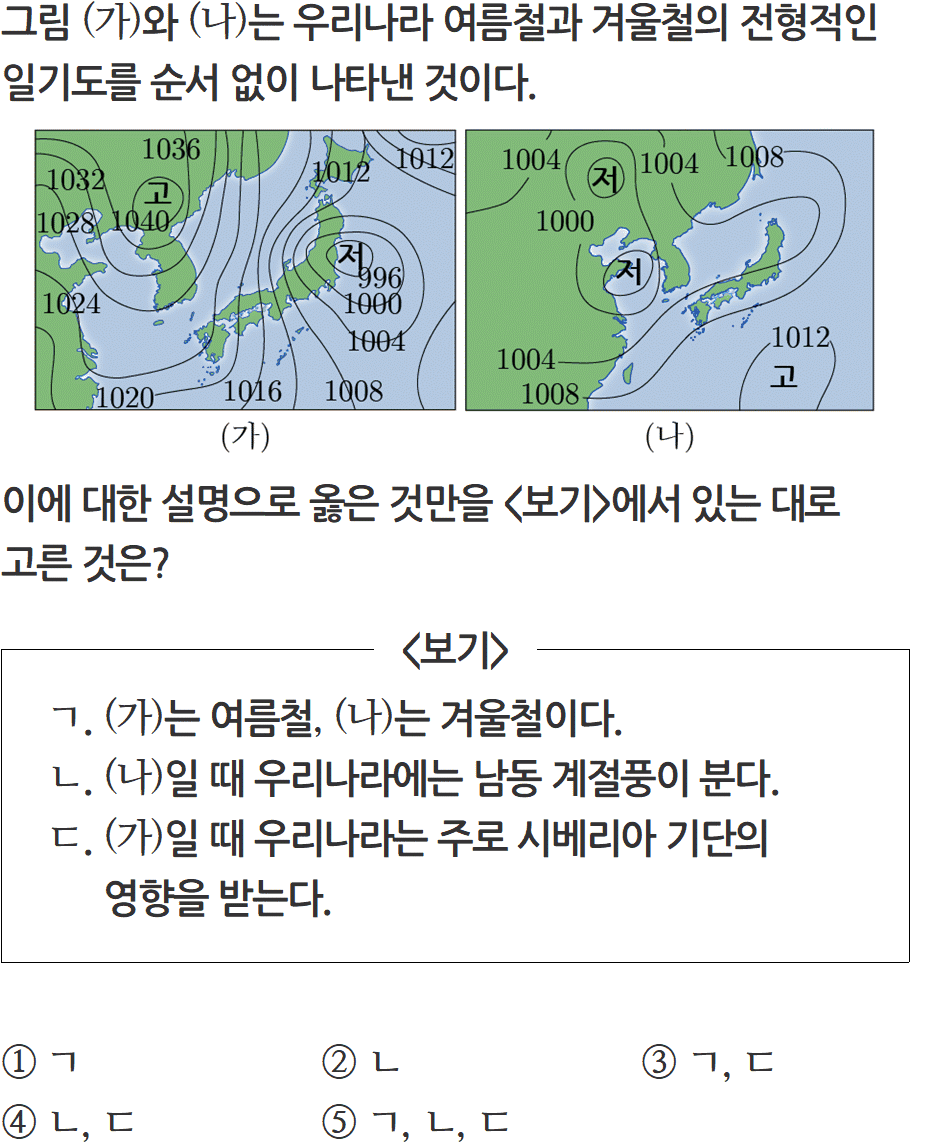 그림 (가)와 (나)는 우리나라 여름철과 겨울철의 전형적인
일기도를 순서 없이 나타낸 것이다.
1036
1012
1012
1032
고
1028
1040
저
996
1024
1000
1004
1020
1016
1008
(가)
1004
1004
1008
저
1000
저
1012
1004
고
1008
(나)
이에 대한 설명으로 옳은 것만을 <보기>에서 있는 대로
고른 것은?
<보기>
ㄱ. (가)는 여름철, (나)는 겨울철이다.
ㄴ. (나)일 때 우리나라에는 남동 계절풍이 분다.
ㄷ. (가)일 때 우리나라는 주로 시베리아 기단의
영향을 받는다.
① ㄱ ② ㄴ ③ ㄱ, ㄷ
④ ㄴ, ㄷ ⑤ ㄱ, ㄴ, ㄷ